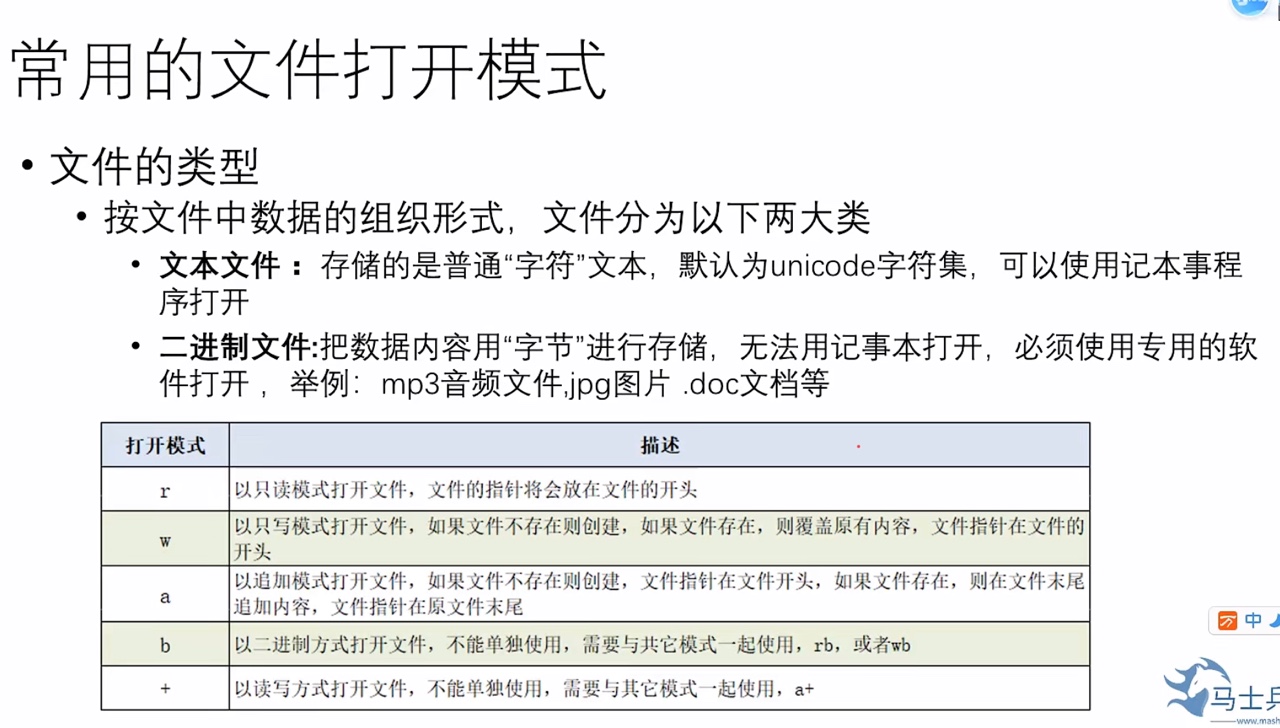 常用的文件打开模式
• 文件的类型
• 按文件中数据的组织形式，文件分为以下两大类
• 文本文件 ：存储的是普通“字符”文本，默认为unicode字符集，可以使用记本事程
序打开
• 二进制文件:把数据内容用“字节”进行存储，无法用记事本打开，必须使用专用的软
件打开 ，举例：mp3音频文件,jpg图片 .doc文档等
打开模式 描述
r 以只读模式打开文件，文件的指针将会放在文件的开头
w 以只写模式打开文件，如果文件不存在则创建，如果文件存在，则覆盖原有内容，文件指针在文件的
开头
a 以追加模式打开文件，如果文件不存在则创建，文件指针在文件开头，如果文件存在，则在文件末尾
追加内容，文件指针在原文件末尾
b 以二进制方式打开文件，不能单独使用，需要与共它模式一起使用，rb，或者wb
+ 以读写方式打开文件，不能单独使用，需要与其它模式一起使用，a+
中
马士兵
www.mash